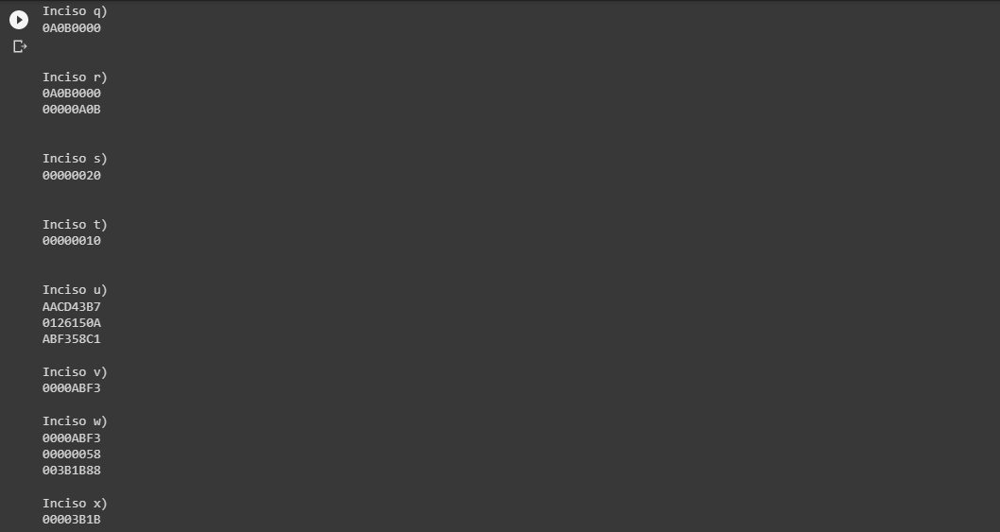 Inciso q)
0A0B0000
Inciso r)
0A0B0000
00000A0B
Inciso s)
00000020
Inciso t)
00000010
Inciso u)
AACD43B7
0126150A
ABF358C1
Inciso v)
0000ABF3
Inciso w)
0000ABF3
00000058
003B1B88
Inciso x)
00003B1B